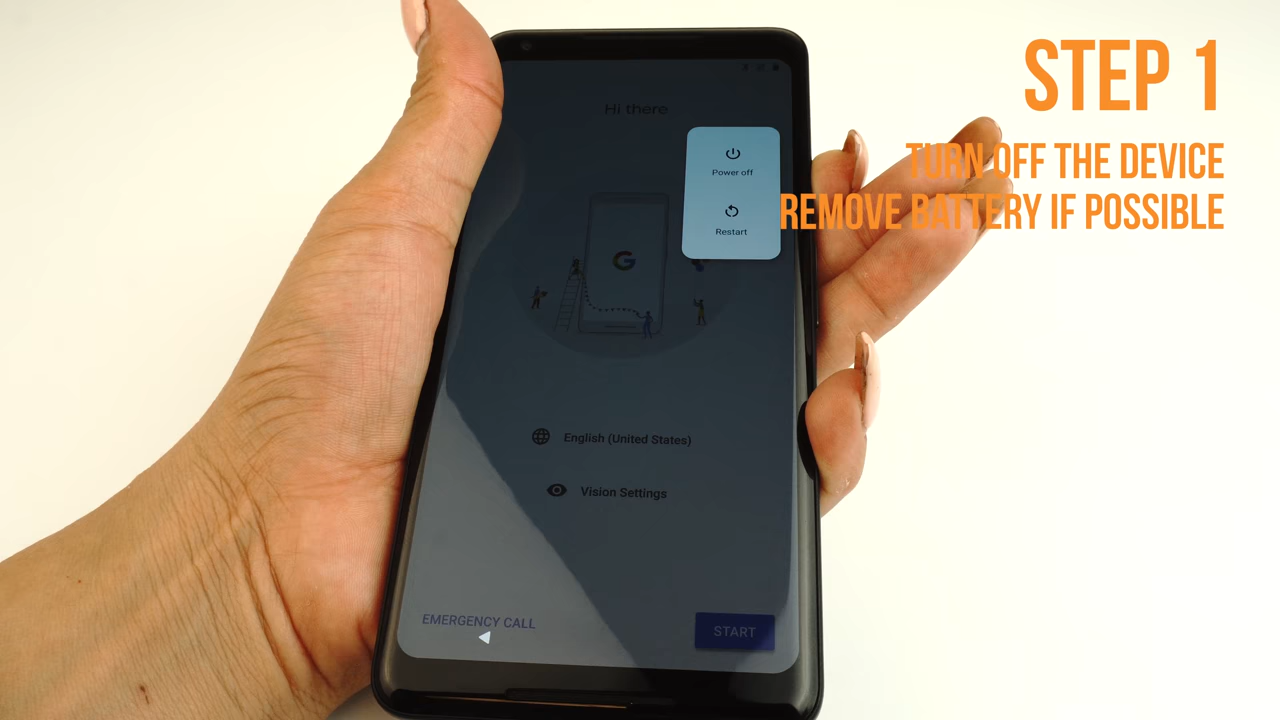 STEP 1
TURN OFF THE DEVICE
REMOVE BATTERY IF POSSIBLE
Hi there
Power off
Restart
G
English (United States)
Vision Settings
EMERGENCY CALL
START